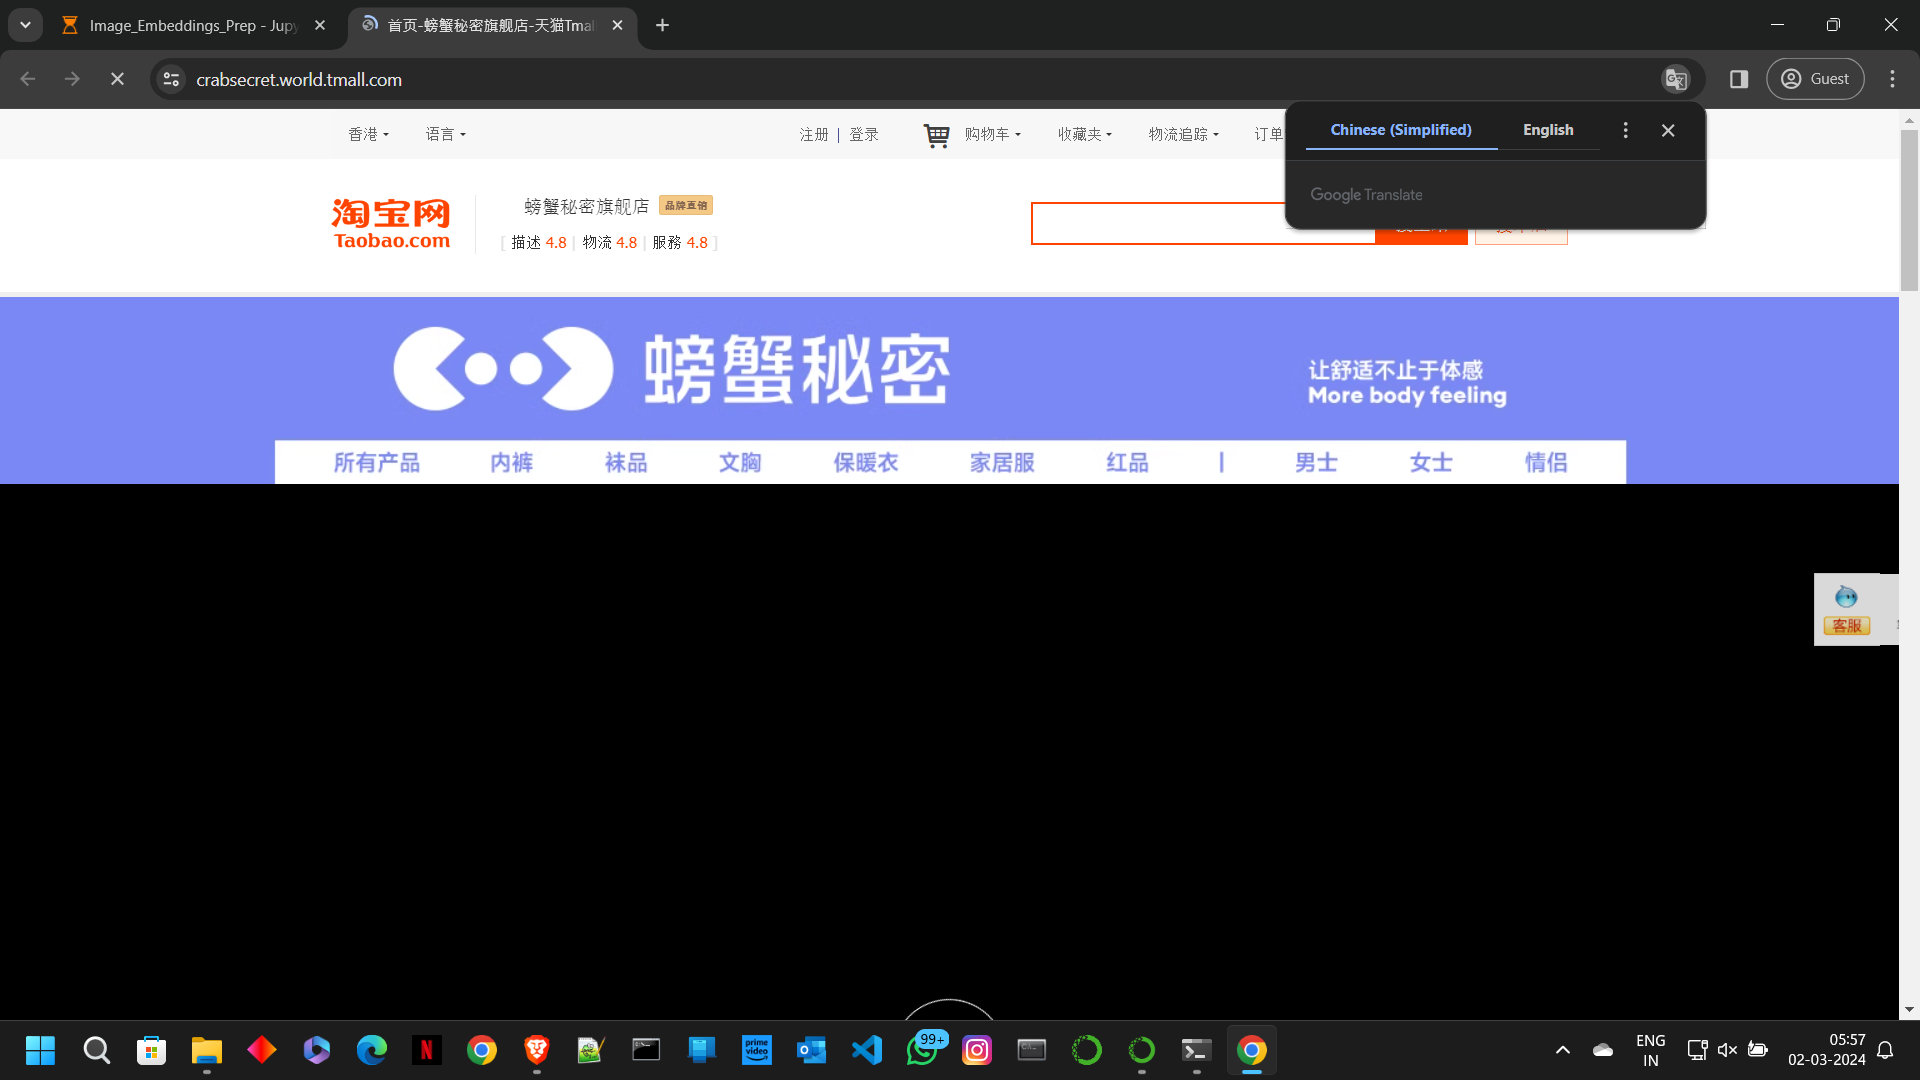 Image_Embeddings_Prep - Jupy
首页-螃蟹秘密旗舰店-天猫Tmal
crabsecret.world.tmall.com
Guest
香港
语言
注册 | 登录
购物车
收藏夹
物流追踪
订单
Chinese (Simplified)
English
Google Translate
淘宝网
Taobao.com
螃蟹秘密旗舰店
品牌直销
[ 描述 4.8 | 物流 4.8 | 服務 4.8 ]
螃蟹秘密
让舒适不止于体感
More body feeling
所有产品 内裤 袜品 文胸 保暖衣 家居服 红品 | 男士 女士 情侣
客服
prime video
99+
ENG
IN
05:57
02-03-2024